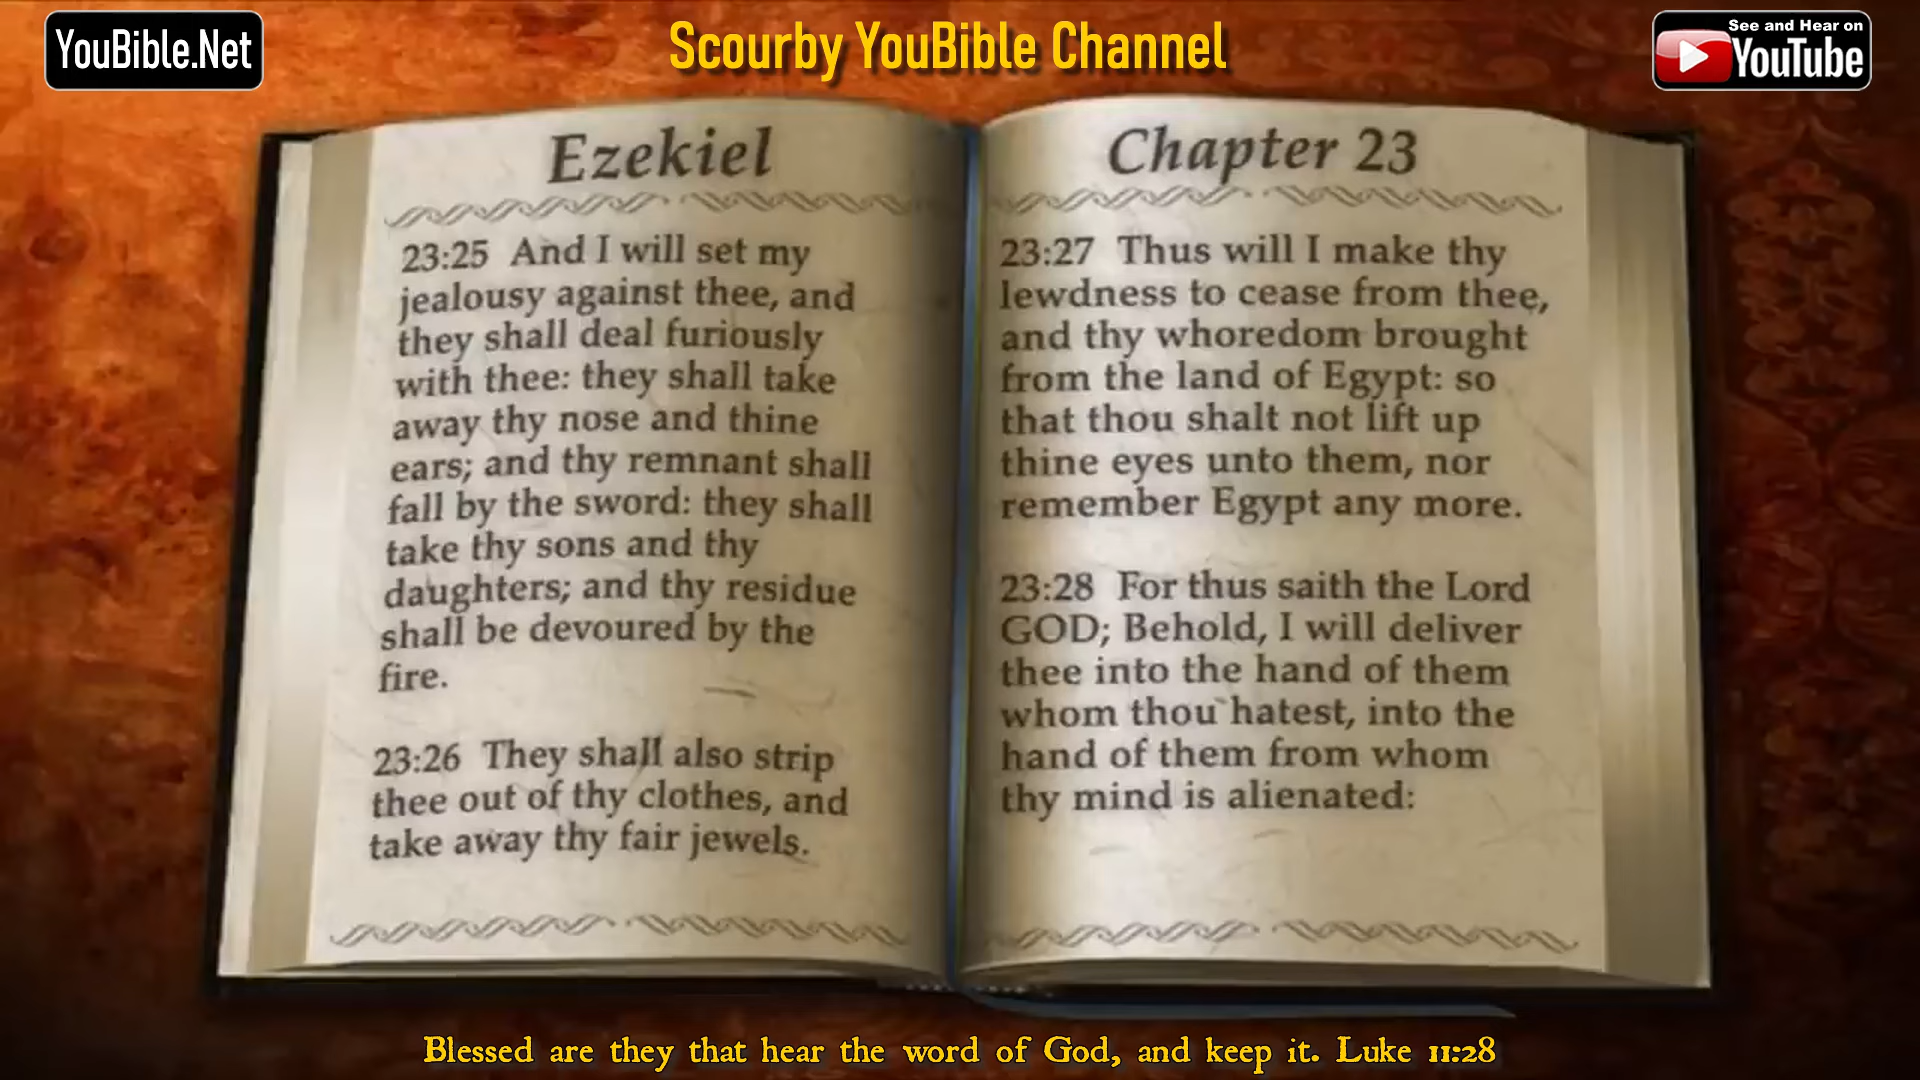 YouBible.Net
Scourby YouBible Channel
See and Hear on
YouTube
Ezekiel
23:25 And I will set my
jealousy against thee, and
they shall deal furiously
with thee: they shall take
away thy nose and thine
ears; and thy remnant shall
fall by the sword: they shall
take thy sons and thy
daughters; and thy residue
shall be devoured by the
fire.
23:26 They shall also strip
thee out of thy clothes, and
take away thy fair jewels.
Chapter 23
23:27 Thus will I make thy
lewdness to cease from thee,
and thy whoredom brought
from the land of Egypt: so
that thou shalt not lift up
thine eyes unto them, nor
remember Egypt any more.
23:28 For thus saith the Lord
GOD; Behold, I will deliver
thee into the hand of them
whom thou hatest, into the
hand of them from whom
thy mind is alienated:
Blessed are they that hear the word of God, and keep it. Luke 11:28